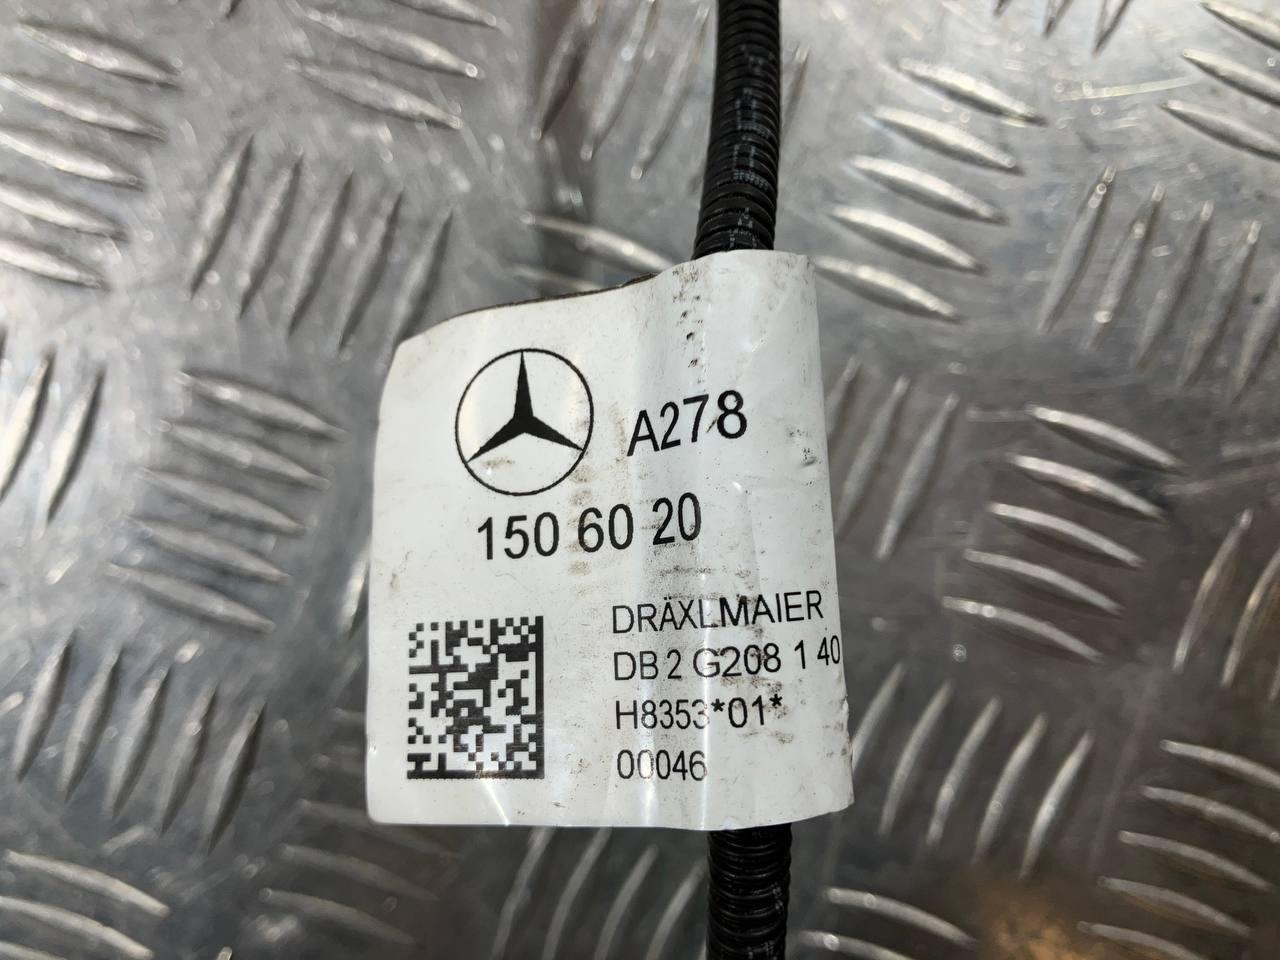 A278
150 60 20
DRÄXLMAIER
DB 2 G208 1 40
H8353*01*
00046